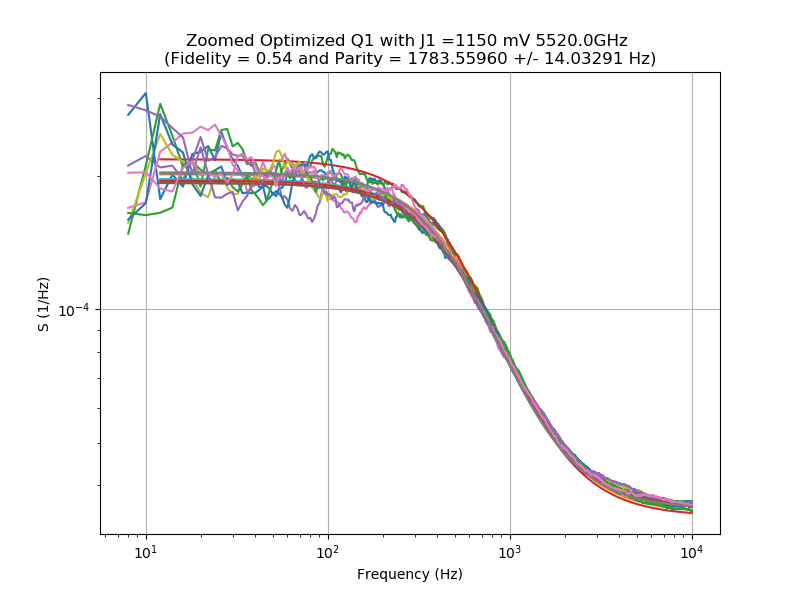 Zoomed Optimized Q1 with J1 =1150 mV 5520.0GHz
(Fidelity = 0.54 and Parity = 1783.55960 +/- 14.03291 Hz)
S (1/Hz)
10⁻⁴
10¹ 10² 10³ 10⁴
Frequency (Hz)